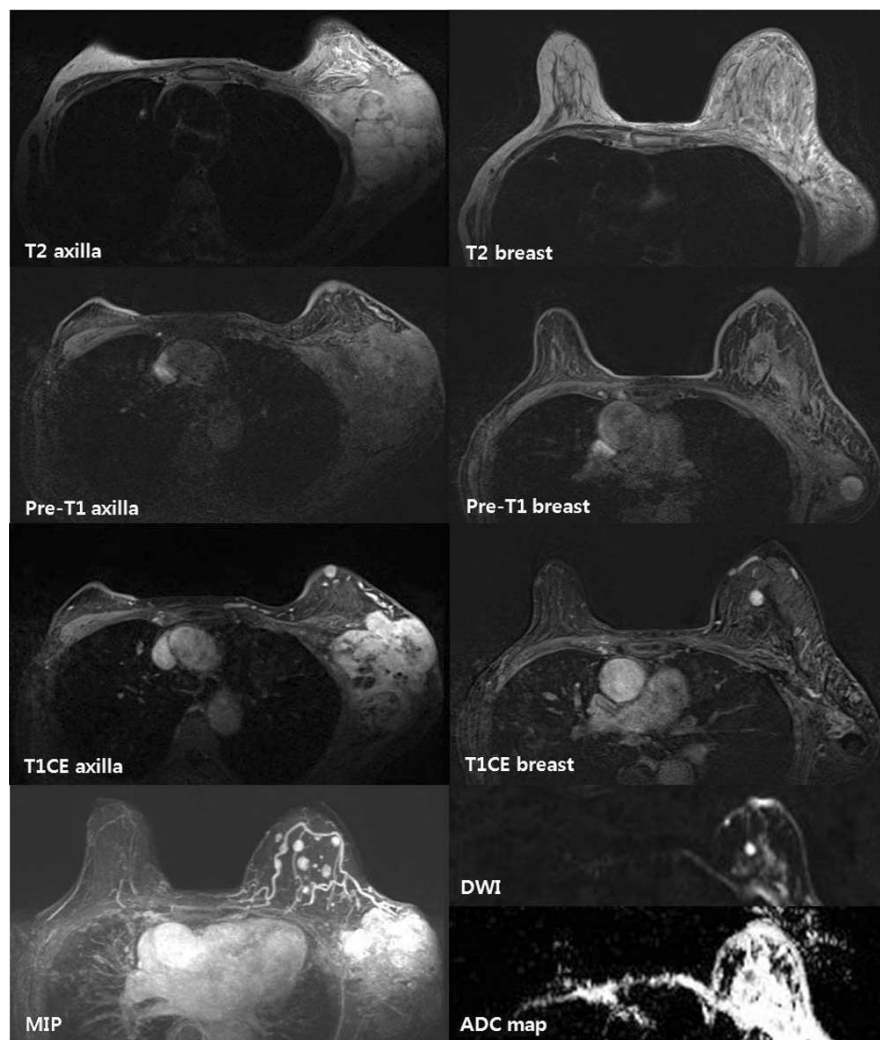 T2 axilla
T2 breast
Pre-T1 axilla
Pre-T1 breast
T1CE axilla
T1CE breast
DWI
MIP
ADC map